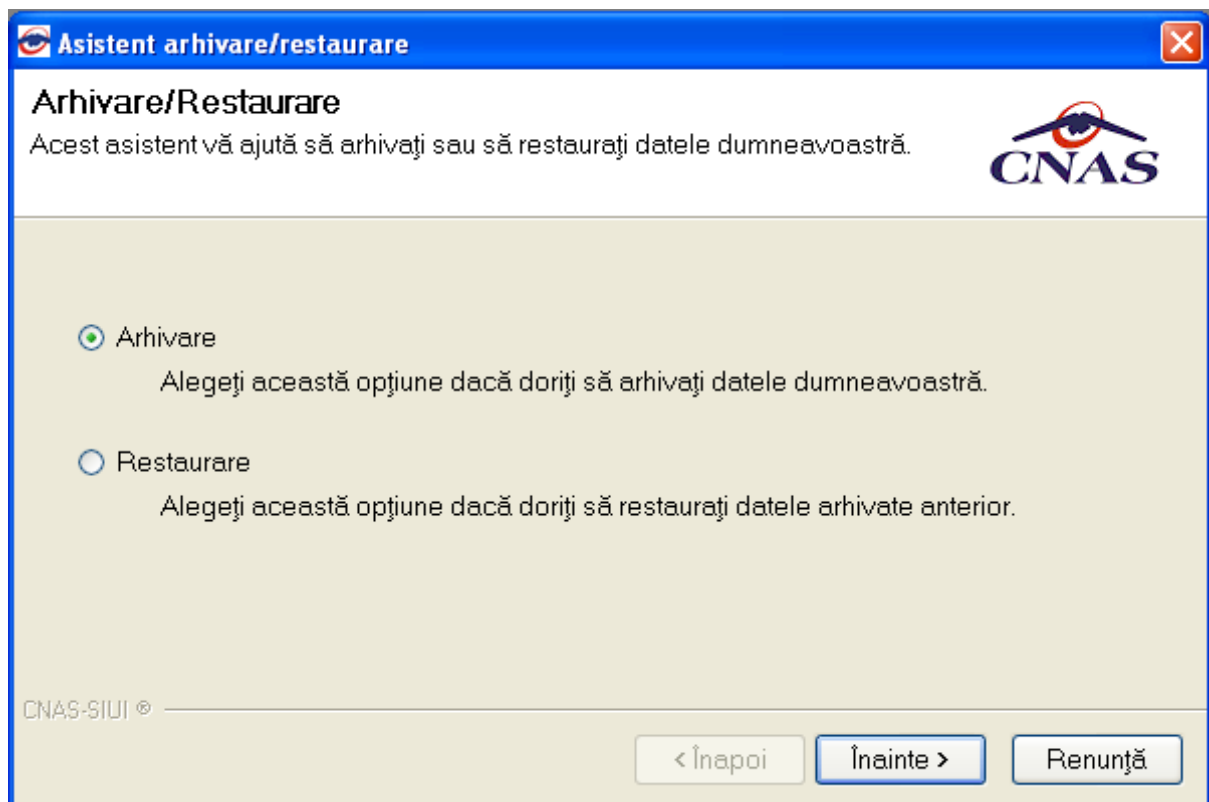 Asistent arhivare/restaurare
Arhivare/Restaurare
Acest asistent vă ajută să arhivaţi sau să restauraţi datele dumneavoastră.
CNAS
Arhivare
Alegeţi această opţiune dacă doriţi să arhivaţi datele dumneavoastră.
Restaurare
Alegeţi această opţiune dacă doriţi să restauraţi datele arhivate anterior.
CNAS-SIUI ®
< Înapoi
Înainte >
Renunţă